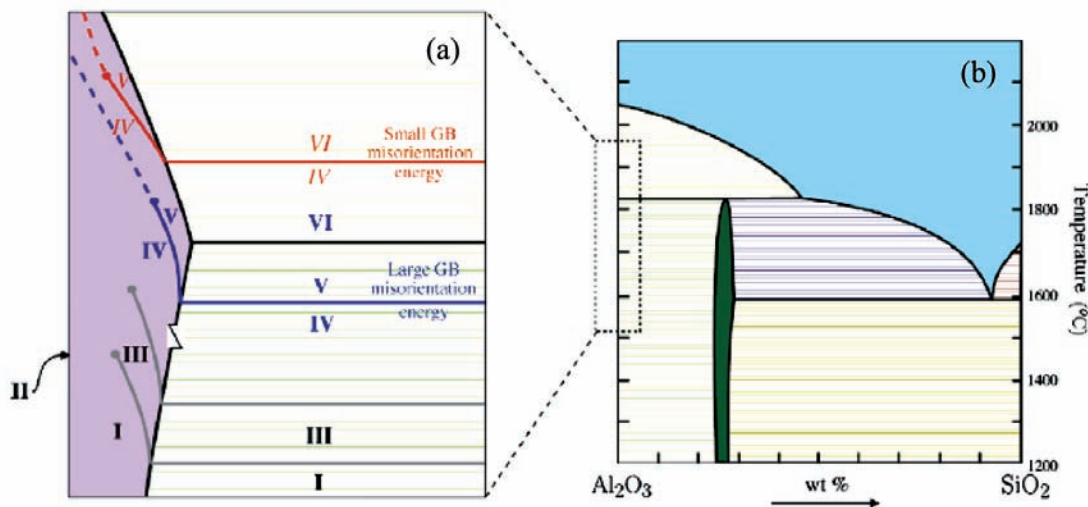 (a)
V
IV
VI
Small GB
misorientation
energy
IV
V
VI
IV
V
Large GB
misorientation
energy
IV
III
II
I
III
I
(b)
2000
1800
1600
1400
1200
Temperature (°C)
Al₂O₃
wt %
SiO₂